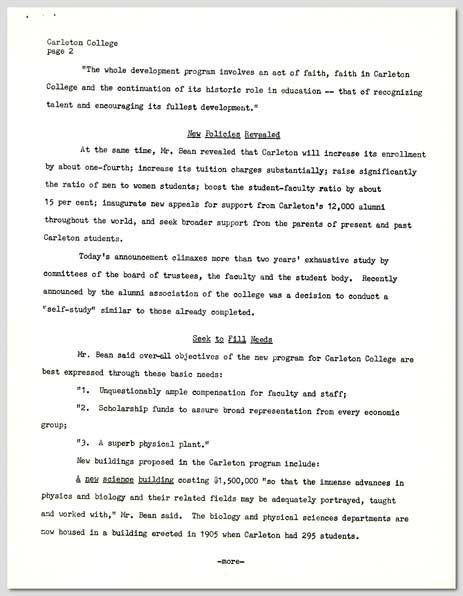 Carleton College
page 2
"The whole development program involves an act of faith, faith in Carleton
College and the continuation of its historic role in education -- that of recognizing
talent and encouraging its fullest development."
New Policies Revealed
At the same time, Mr. Bean revealed that Carleton will increase its enrollment
by about one-fourth; increase its tuition charges substantially; raise significantly
the ratio of men to women students; boost the student-faculty ratio by about
15 per cent; inaugurate new appeals for support from Carleton's 12,000 alumni
throughout the world, and seek broader support from the parents of present and past
Carleton students.
Today's announcement climaxes more than two years' exhaustive study by
committees of the board of trustees, the faculty and the student body. Recently
announced by the alumni association of the college was a decision to conduct a
"self-study" similar to those already completed.
Seek to Fill Needs
Mr. Bean said over-all objectives of the new program for Carleton College are
best expressed through these basic needs:
"1. Unquestionably ample compensation for faculty and staff;
"2. Scholarship funds to assure broad representation from every economic
group;
"3. A superb physical plant."
New buildings proposed in the Carleton program include:
A new science building costing $1,500,000 "so that the immense advances in
physics and biology and their related fields may be adequately portrayed, taught
and worked with," Mr. Bean said. The biology and physical sciences departments are
now housed in a building erected in 1905 when Carleton had 295 students.
-more-